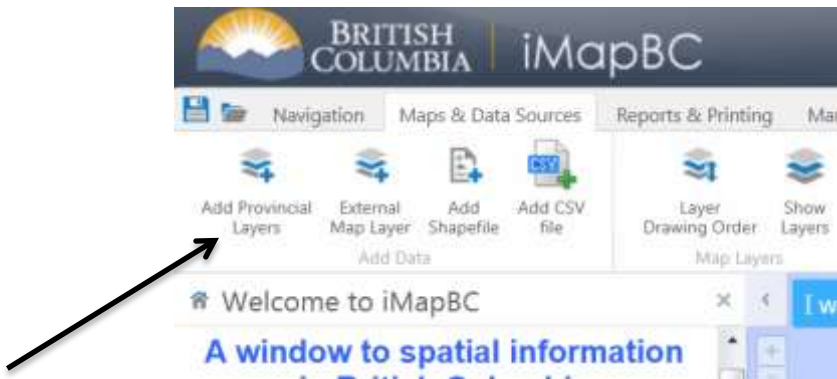 BRITISH
COLUMBIA
iMapBC
Navigation Maps & Data Sources Reports & Printing
Add Provincial Layers
External Map Layer
Add Shapefile
CSV
Add CSV file
Layer Drawing Order
Show Layers
Add Data
Map Layers
Welcome to iMapBC
I w
A window to spatial information